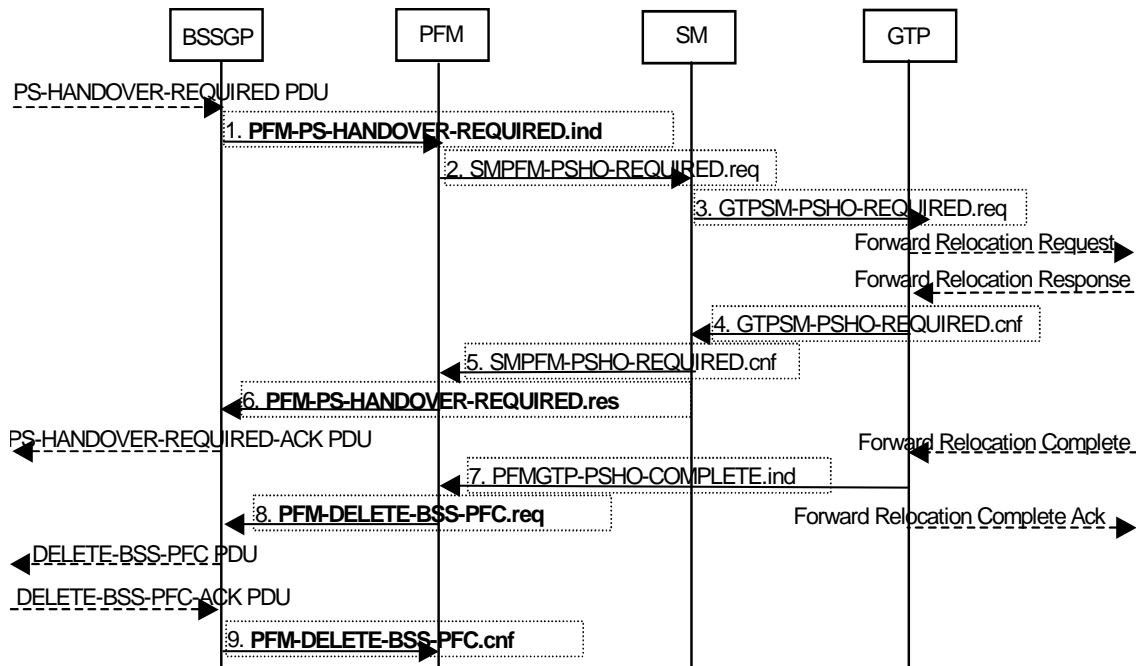 BSSGP
PFM
SM
GTP
PS-HANDOVER-REQUIRED PDU
1. PFM-PS-HANDOVER-REQUIRED.ind
2. SMPFM-PSHO-REQUIRED.req
3. GTPSM-PSHO-REQUIRED.req
Forward Relocation Request
Forward Relocation Response
4. GTPSM-PSHO-REQUIRED.cnf
5. SMPFM-PSHO-REQUIRED.cnf
6. PFM-PS-HANDOVER-REQUIRED.res
PS-HANDOVER-REQUIRED-ACK PDU
Forward Relocation Complete
7. PFMGTP-PSHO-COMPLETE.ind
8. PFM-DELETE-BSS-PFC.req
Forward Relocation Complete Ack
DELETE-BSS-PFC PDU
DELETE-BSS-PFC-ACK PDU
9. PFM-DELETE-BSS-PFC.cnf